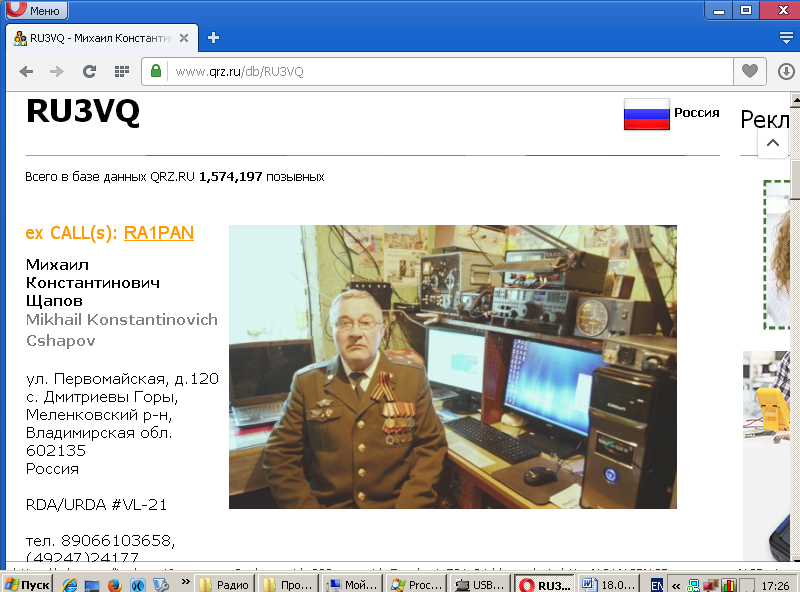 Меню
RU3VQ - Михаил Константи
www.qrz.ru/db/RU3VQ
RU3VQ
Россия
Рекл
Всего в базе данных QRZ.RU 1,574,197 позывных
ex CALL(s): RA1PAN
Михаил
Константинович
Щапов
Mikhail Konstantinovich
Cshapov
ул. Первомайская, д.120
с. Дмитриевы Горы,
Меленковский р-н,
Владимирская обл.
602135
Россия
RDA/URDA #VL-21
тел. 89066103658,
(49247)24177
Пуск
»
Радио
Про...
Мой...
Proc...
USB...
RU3...
18.0...
EN
«
17:26